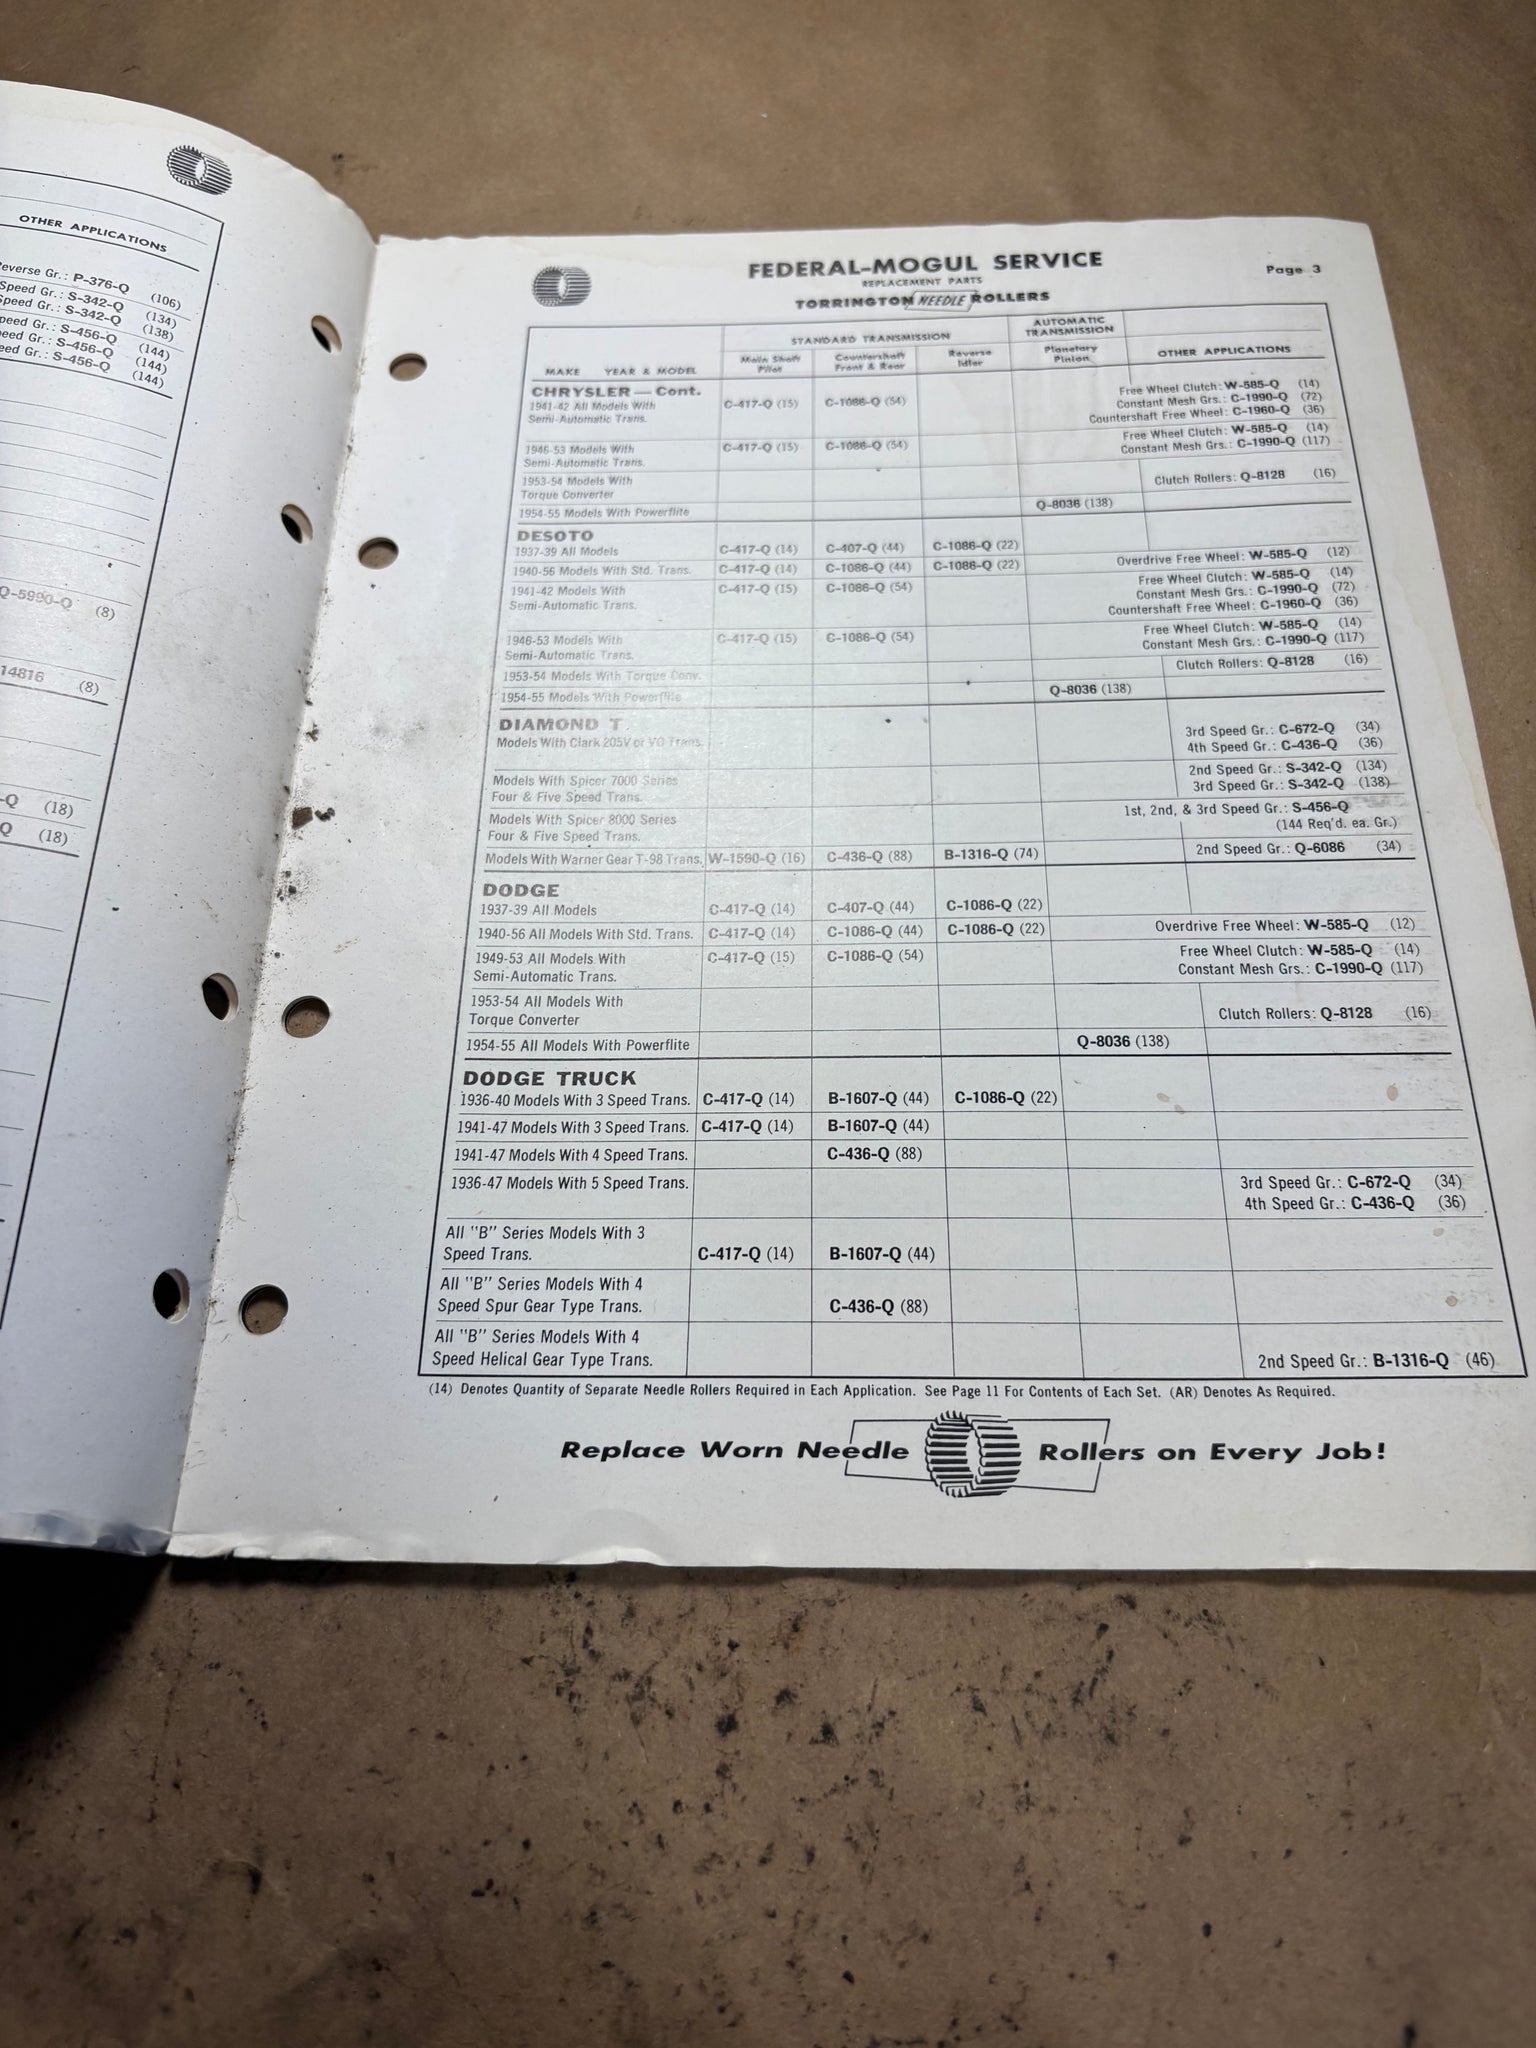 OTHER APPLICATIONS
Reverse Gr.: P-376-Q (106)
Speed Gr.: S-342-Q (134)
Speed Gr.: S-342-Q (138)
Speed Gr.: S-456-Q (144)
Speed Gr.: S-456-Q (144)
Speed Gr.: S-456-Q (144)
Q-5990-Q (8)
14816 (8)
-Q (18)
Q (18)
FEDERAL-MOGUL SERVICE
Page 3
REPLACEMENT PARTS
TORRINGTON NEEDLE ROLLERS
STANDARD TRANSMISSION AUTOMATIC TRANSMISSION
MAKE YEAR & MODEL Main Shaft Pilot Countershaft Front & Rear Reverse Idler Planetary Pinion OTHER APPLICATIONS
CHRYSLER — Cont.
1941-42 All Models With Semi-Automatic Trans. C-417-Q (15) C-1086-Q (54) Free Wheel Clutch: W-585-Q (14)
Constant Mesh Grs.: C-1990-Q (72)
Countershaft Free Wheel: C-1960-Q (36)
1946-53 Models With Semi-Automatic Trans. C-417-Q (15) C-1086-Q (54) Free Wheel Clutch: W-585-Q (14)
Constant Mesh Grs.: C-1990-Q (117)
1953-54 Models With Torque Converter Clutch Rollers: Q-8128 (16)
1954-55 Models With Powerflite Q-8036 (138)
DESOTO
1937-39 All Models C-417-Q (14) C-407-Q (44) C-1086-Q (22)
1940-56 Models With Std. Trans. C-417-Q (14) C-1086-Q (44) C-1086-Q (22) Overdrive Free Wheel: W-585-Q (12)
1941-42 Models With Semi-Automatic Trans. C-417-Q (15) C-1086-Q (54) Free Wheel Clutch: W-585-Q (14)
Constant Mesh Grs.: C-1990-Q (72)
Countershaft Free Wheel: C-1960-Q (36)
1946-53 Models With Semi-Automatic Trans. C-417-Q (15) C-1086-Q (54) Free Wheel Clutch: W-585-Q (14)
Constant Mesh Grs.: C-1990-Q (117)
1953-54 Models With Torque Conv. Clutch Rollers: Q-8128 (16)
1954-55 Models With Powerflite Q-8036 (138)
DIAMOND T
Models With Clark 205V or VO Trans. 3rd Speed Gr.: C-672-Q (34)
4th Speed Gr.: C-436-Q (36)
Models With Spicer 7000 Series 2nd Speed Gr.: S-342-Q (134)
Four & Five Speed Trans. 3rd Speed Gr.: S-342-Q (138)
Models With Spicer 8000 Series 1st, 2nd, & 3rd Speed Gr.: S-456-Q
Four & Five Speed Trans. (144 Req'd. ea. Gr.)
Models With Warner Gear T-98 Trans. W-1590-Q (16) C-436-Q (88) B-1316-Q (74) 2nd Speed Gr.: Q-6086 (34)
DODGE
1937-39 All Models C-417-Q (14) C-407-Q (44) C-1086-Q (22)
1940-56 All Models With Std. Trans. C-417-Q (14) C-1086-Q (44) C-1086-Q (22) Overdrive Free Wheel: W-585-Q (12)
1949-53 All Models With C-417-Q (15) C-1086-Q (54) Free Wheel Clutch: W-585-Q (14)
Semi-Automatic Trans. Constant Mesh Grs.: C-1990-Q (117)
1953-54 All Models With
Torque Converter Clutch Rollers: Q-8128 (16)
1954-55 All Models With Powerflite Q-8036 (138)
DODGE TRUCK
1936-40 Models With 3 Speed Trans. C-417-Q (14) B-1607-Q (44) C-1086-Q (22)
1941-47 Models With 3 Speed Trans. C-417-Q (14) B-1607-Q (44)
1941-47 Models With 4 Speed Trans. C-436-Q (88)
1936-47 Models With 5 Speed Trans. 3rd Speed Gr.: C-672-Q (34)
4th Speed Gr.: C-436-Q (36)
All "B" Series Models With 3
Speed Trans. C-417-Q (14) B-1607-Q (44)
All "B" Series Models With 4
Speed Spur Gear Type Trans. C-436-Q (88)
All "B" Series Models With 4
Speed Helical Gear Type Trans. 2nd Speed Gr.: B-1316-Q (46)
(14) Denotes Quantity of Separate Needle Rollers Required in Each Application. See Page 11 For Contents of Each Set. (AR) Denotes As Required.
Replace Worn Needle Rollers on Every Job!